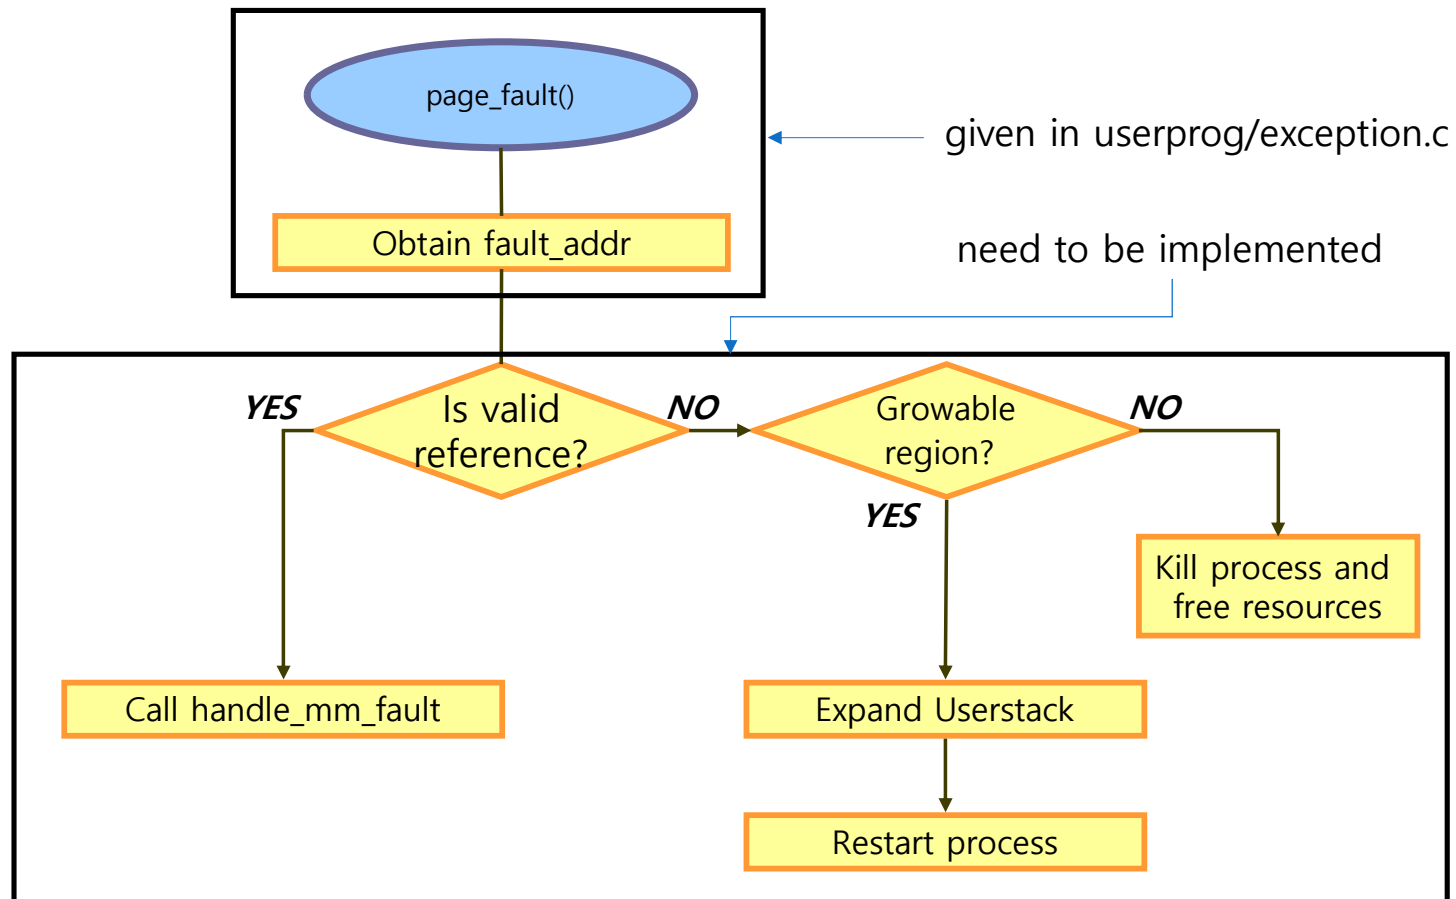 page_fault()
given in userprog/exception.c
Obtain fault_addr
need to be implemented
YES
Is valid
reference?
NO
Growable
region?
NO
YES
Kill process and
free resources
Call handle_mm_fault
Expand Userstack
Restart process